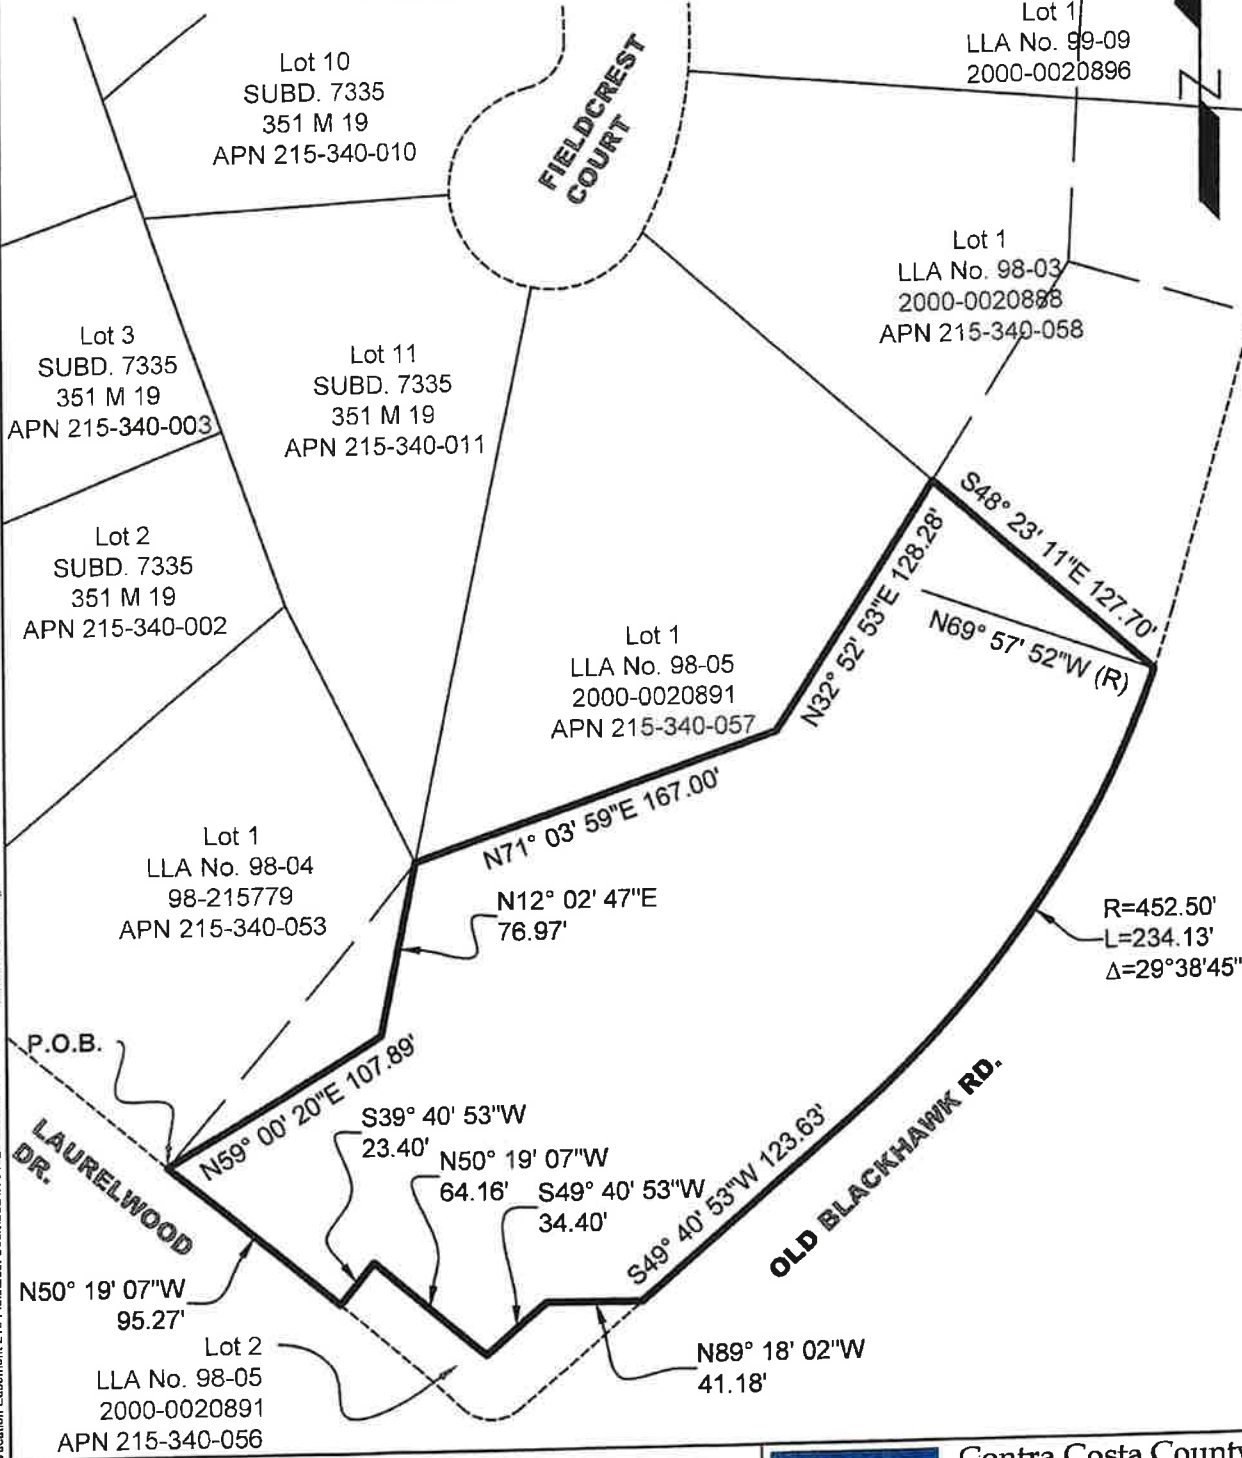 Lot 1
LLA No. 99-09
2000-0020896
Lot 10
SUBD. 7335
351 M 19
APN 215-340-010
FIELDCREST
COURT
Z
Lot 1
LLA No. 98-03
2000-0020888
APN 215-340-058
Lot 3
SUBD. 7335
351 M 19
APN 215-340-003
Lot 11
SUBD. 7335
351 M 19
APN 215-340-011
S48° 23' 11"E 127.70'
Lot 2
SUBD. 7335
351 M 19
APN 215-340-002
N32° 52' 53"E 128.28'
N69° 57' 52"W (R)
Lot 1
LLA No. 98-05
2000-0020891
APN 215-340-057
N71° 03' 59"E 167.00'
Lot 1
LLA No. 98-04
98-215779
APN 215-340-053
N12° 02' 47"E
76.97'
R=452.50'
L=234.13'
Δ=29°38'45"
P.O.B.
N59° 00' 20"E 107.89'
LAURELWOOD
DR.
S39° 40' 53"W
23.40'
N50° 19' 07"W
64.16'
S49° 40' 53"W
34.40'
S49° 40' 53"W 123.63'
OLD BLACKHAWK RD.
N50° 19' 07"W
95.27'
N89° 18' 02"W
41.18'
Lot 2
LLA No. 98-05
2000-0020891
APN 215-340-056
Contra Costa County